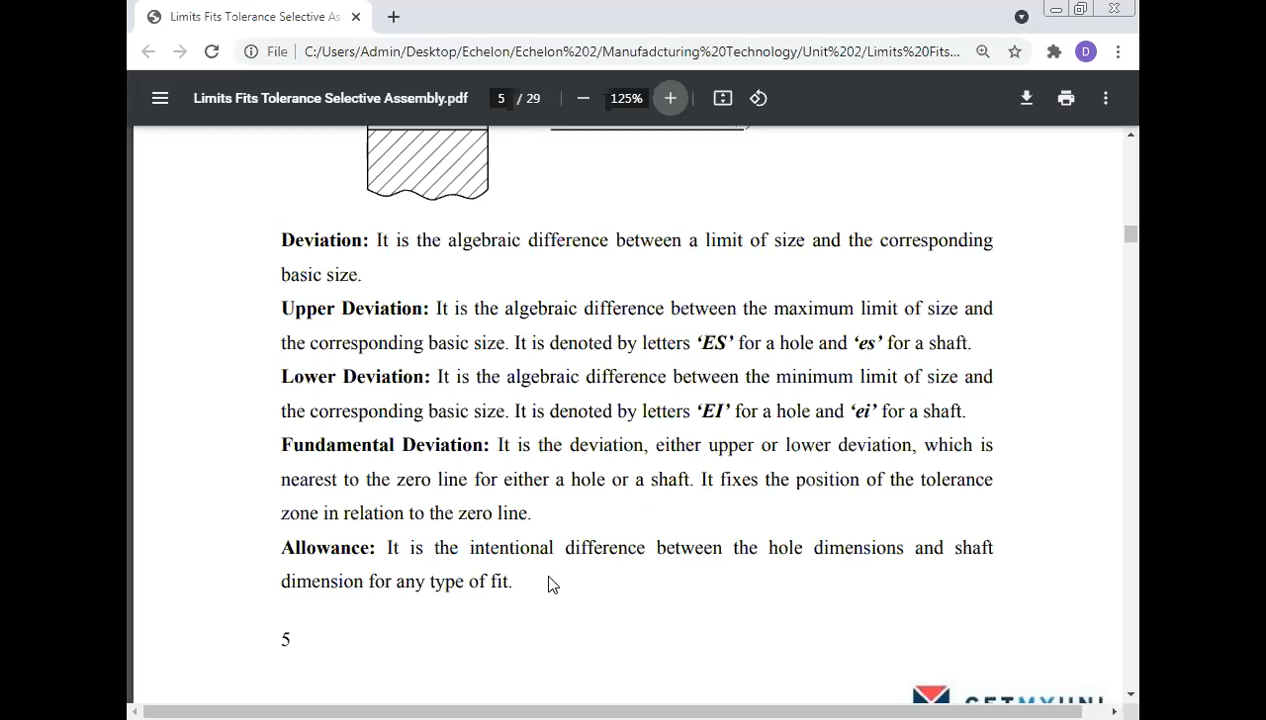 Limits Fits Tolerance Selective As
File
C:/Users/Admin/Desktop/Echelon/Echelon%202/Manufadcturing%20Technology/Unit%202/Limits%20Fits...
D
Limits Fits Tolerance Selective Assembly.pdf
5 / 29
125%
Deviation: It is the algebraic difference between a limit of size and the corresponding
basic size.
Upper Deviation: It is the algebraic difference between the maximum limit of size and
the corresponding basic size. It is denoted by letters ‘ES’ for a hole and ‘es’ for a shaft.
Lower Deviation: It is the algebraic difference between the minimum limit of size and
the corresponding basic size. It is denoted by letters ‘EI’ for a hole and ‘ei’ for a shaft.
Fundamental Deviation: It is the deviation, either upper or lower deviation, which is
nearest to the zero line for either a hole or a shaft. It fixes the position of the tolerance
zone in relation to the zero line.
Allowance: It is the intentional difference between the hole dimensions and shaft
dimension for any type of fit.
5
GETMYUNI